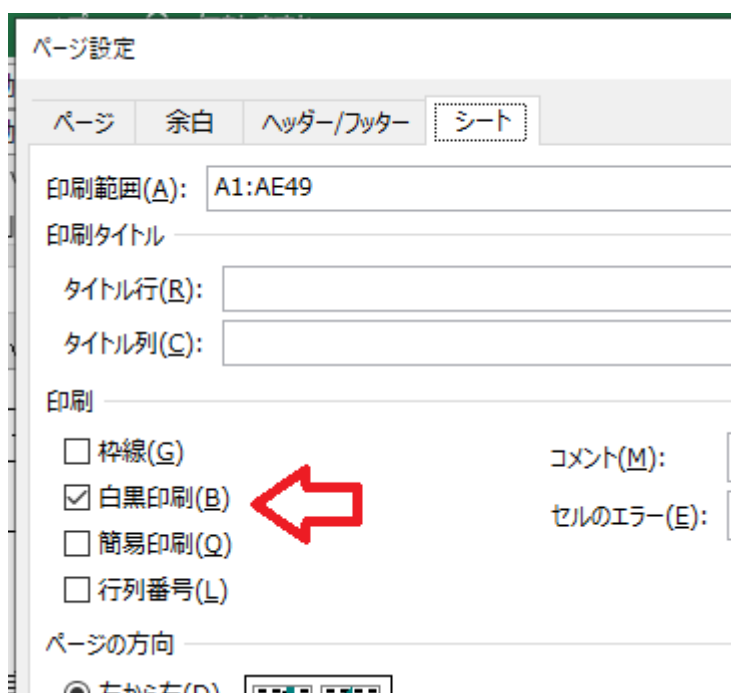 ページ設定
ページ 余白 ヘッダー/フッター シート
印刷範囲(A): A1:AE49
印刷タイトル
タイトル行(R):
タイトル列(C):
印刷
枠線(G)
コメント(M):
白黒印刷(B)
セルのエラー(E):
簡易印刷(Q)
行列番号(L)
ページの方向